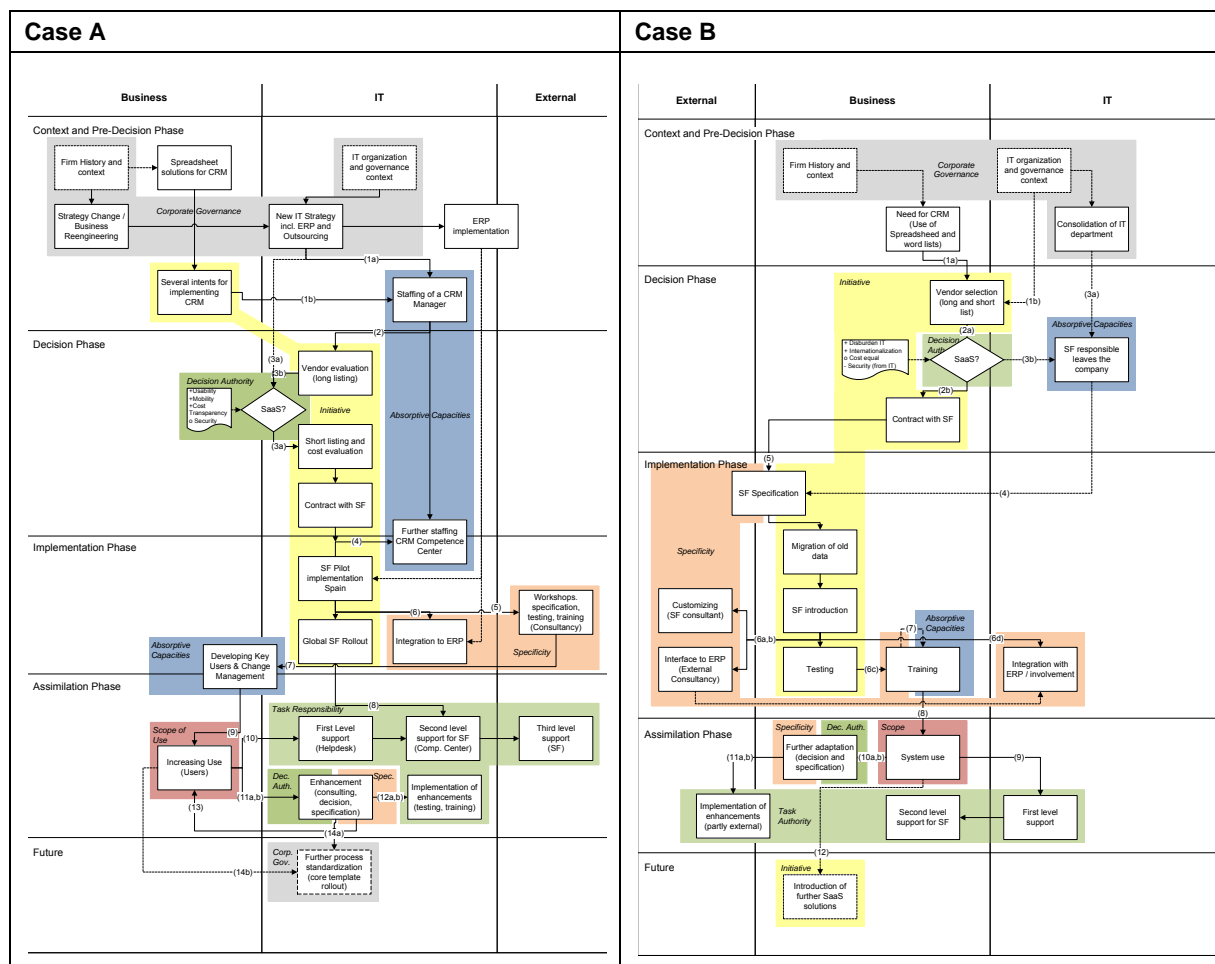 Case A
Business
IT
External
Context and Pre-Decision Phase
Firm History and
context
Spreadsheet
solutions for CRM
IT organization
and governance
context
Corporate Governance
Strategy Change /
Business
Reengineering
New IT Strategy
incl. ERP and
Outsourcing
ERP
implementation
(1a)
Several intents for
implementing
CRM
(1b)
Staffing of a CRM
Manager
(2)
Decision Phase
(3a)
(3b)
Vendor evaluation
(long listing)
Decision Authority
+Usability
+Mobility
+Cost
Transparency
o Security
SaaS?
Initiative
Absorptive Capacities
(3a)
Short listing and
cost evaluation
Contract with SF
Further staffing
CRM Competence
Center
(4)
Implementation Phase
SF Pilot
implementation
Spain
Workshops.
specification,
testing, training
(Consultancy)
(5)
(6)
Global SF Rollout
Integration to ERP
Specificity
Absorptive
Capacities
Developing Key
Users & Change
Management
(7)
Assimilation Phase
Task Responsibility
(8)
Scope of
Use
(9)
(10)
First Level
support
(Helpdesk)
Second level
support for SF
(Comp. Center)
Third level
support
(SF)
Increasing Use
(Users)
Dec.
Auth.
Enhancement
(consulting,
decision,
specification)
Spec.
(11a,b)
(12a,b)
Implementation of
enhancements
(testing, training)
(13)
(14a)
Future
Corp.
Gov.
Further process
standardization
(core template
rollout)
(14b)
Case B
External
Business
IT
Context and Pre-Decision Phase
Firm History and
context
Corporate
Governance
IT organization
and governance
context
Need for CRM
(Use of
Spreadsheed and
word lists)
Consolidation of IT
department
(1a)
Decision Phase
Initiative
Vendor selection
(long and short
list)
(1b)
(3a)
(2a)
Absorptive Capacities
+ Disburden IT
+ Internationalization
o Cost equal
- Security (from IT)
Decision
SaaS?
(3b)
SF responsible
leaves the
company
(2b)
Contract with SF
(5)
Implementation Phase
SF Specification
(4)
Specificity
Migration of old
data
Customizing
(SF consultant)
SF introduction
Absorptive
Capacities
(7)
(6a,b)
(6d)
Interface to ERP
(External
Consultancy)
Testing
(6c)
Training
Integration with
ERP / involvement
(8)
Assimilation Phase
Specificity
Dec. Auth.
Scope
(11a,b)
Further adaptation
(decision and
specification)
(10a,b)
System use
(9)
Implementation of
enhancements
(partly external)
Task
Authority
Second level
support for SF
First level
support
(12)
Future
Initiative
Introduction of
further SaaS
solutions